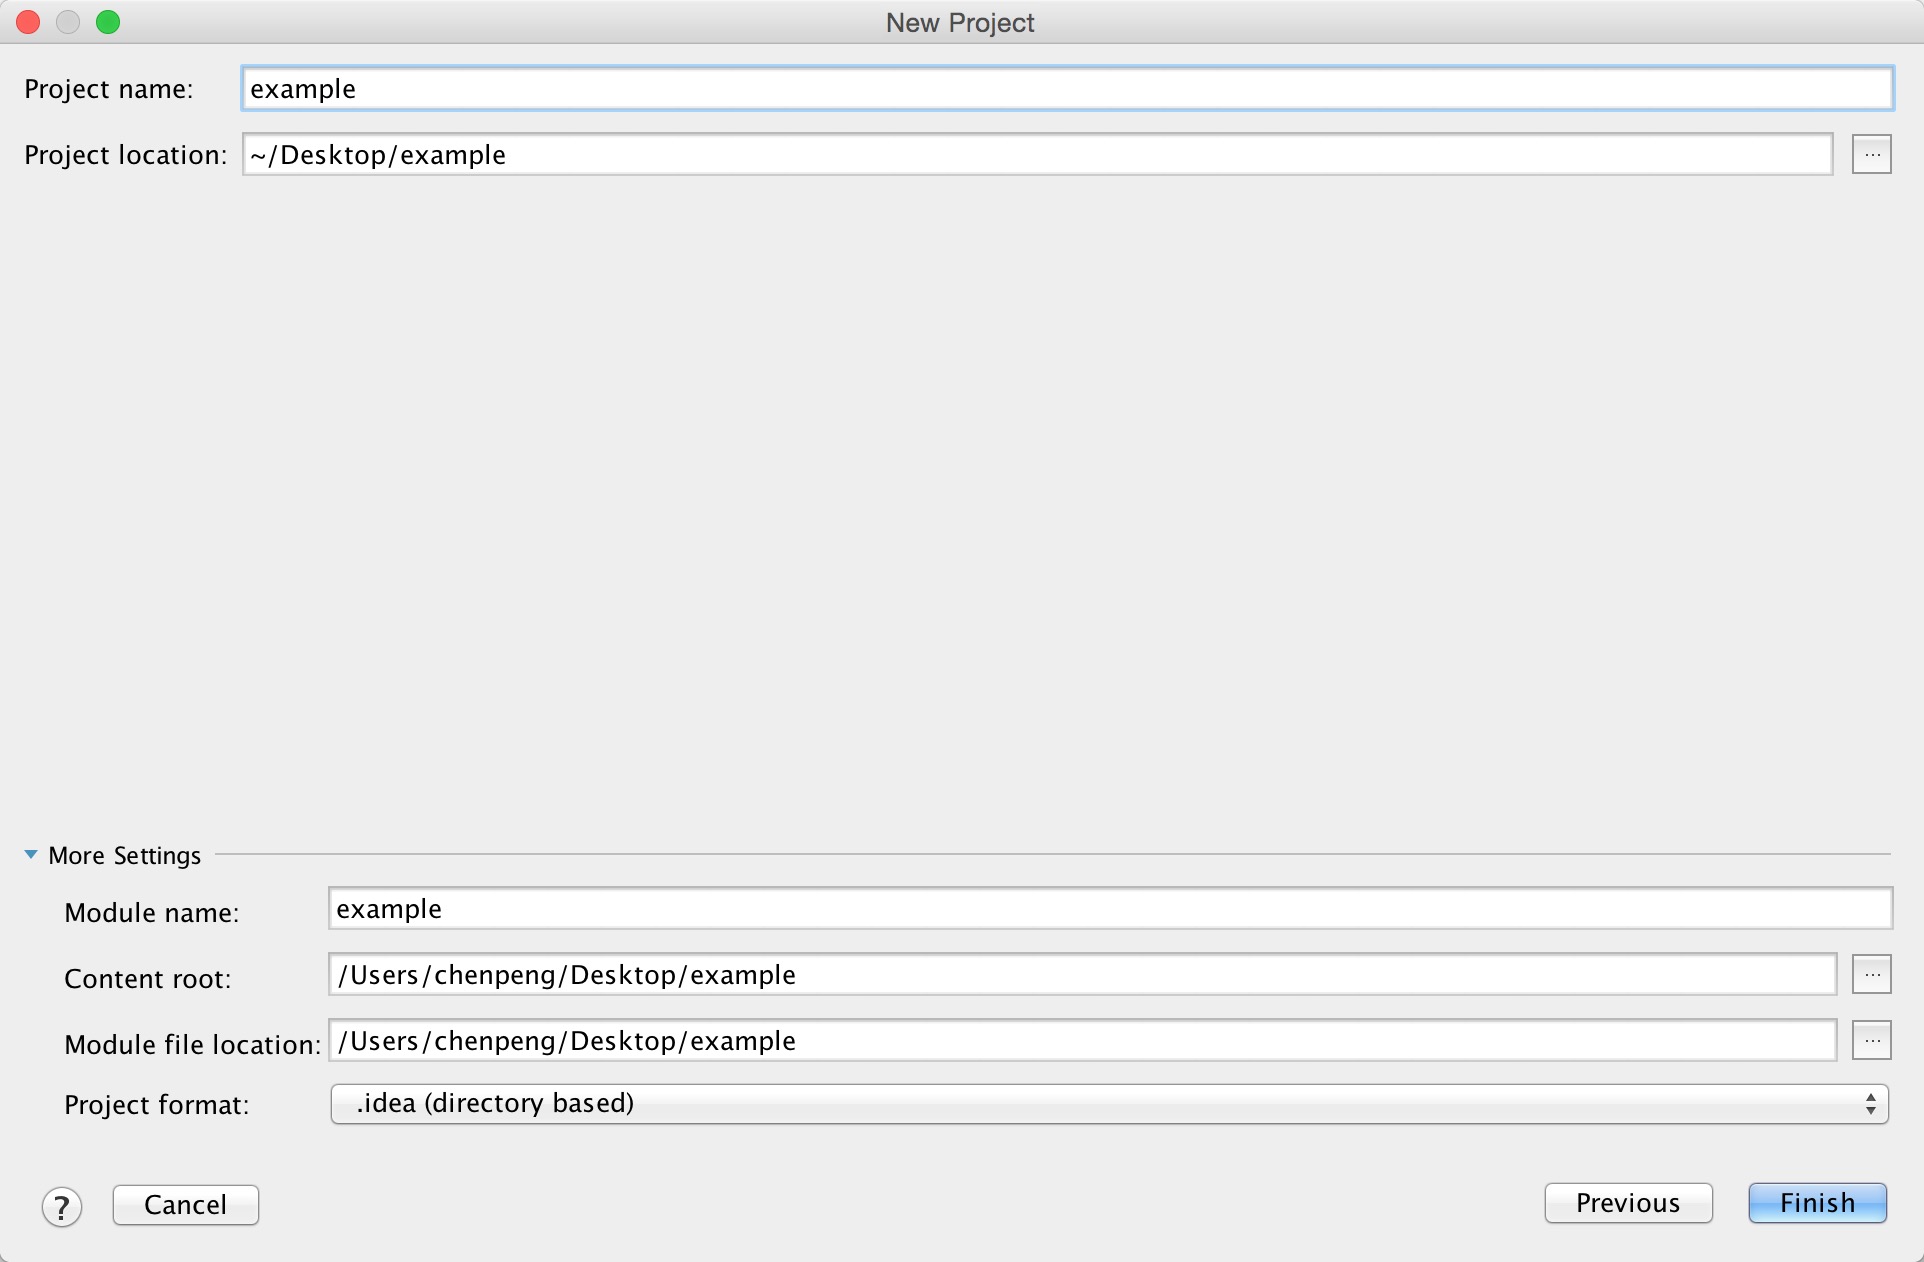 New Project
Project name: example
Project location: ~/Desktop/example ...
More Settings
Module name: example
Content root: /Users/chenpeng/Desktop/example ...
Module file location: /Users/chenpeng/Desktop/example ...
Project format: .idea (directory based)
? Cancel Previous Finish